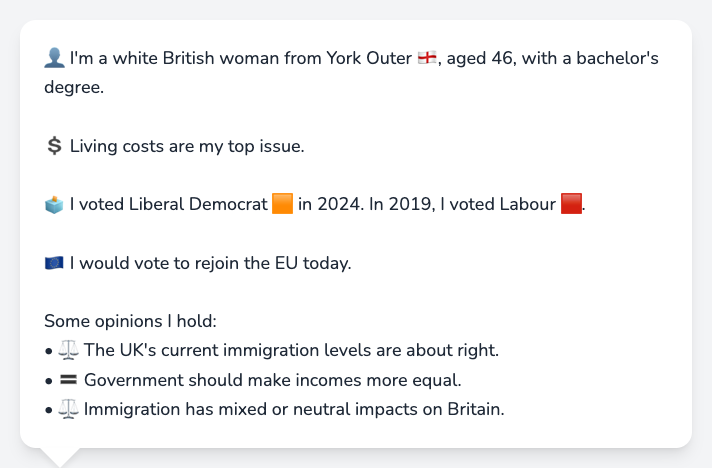 👤 I'm a white British woman from York Outer 🏴󠁧󠁢󠁥󠁮󠁧󠁿, aged 46, with a bachelor's
degree.
💲 Living costs are my top issue.
🗳️ I voted Liberal Democrat 🟧 in 2024. In 2019, I voted Labour 🟥.
🇪🇺 I would vote to rejoin the EU today.
Some opinions I hold:
• ⚖️ The UK's current immigration levels are about right.
• 🟰 Government should make incomes more equal.
• ⚖️ Immigration has mixed or neutral impacts on Britain.